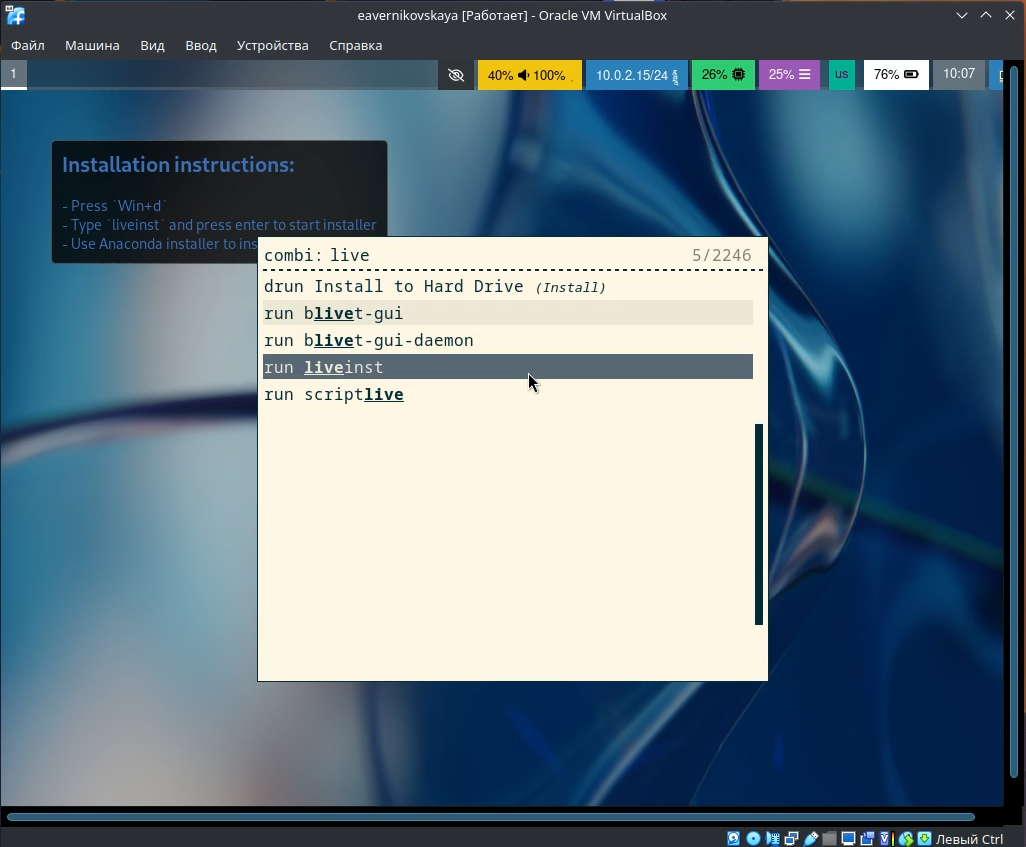 eavernikovskaya [Работает] - Oracle VM VirtualBox
Файл Машина Вид Ввод Устройства Справка
1 40% 100% 10.0.2.15/24 26% 25% us 76% 10:07
Installation instructions:
- Press `Win+d`
- Type `liveinst` and press enter to start installer
- Use Anaconda installer to ins
combi: live 5/2246
drun Install to Hard Drive (Install)
run blivet-gui
run blivet-gui-daemon
run liveinst
run scriptlive
Левый Ctrl